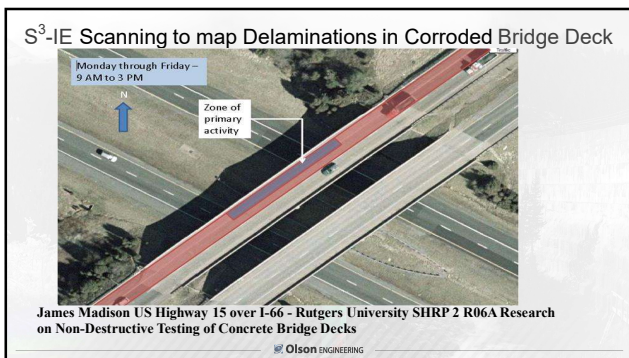 S³-IE Scanning to map Delaminations in Corroded Bridge Deck
Monday through Friday –
9 AM to 3 PM
N
Zone of
primary
activity
James Madison US Highway 15 over I-66 - Rutgers University SHRP 2 R06A Research
on Non-Destructive Testing of Concrete Bridge Decks
Olson ENGINEERING